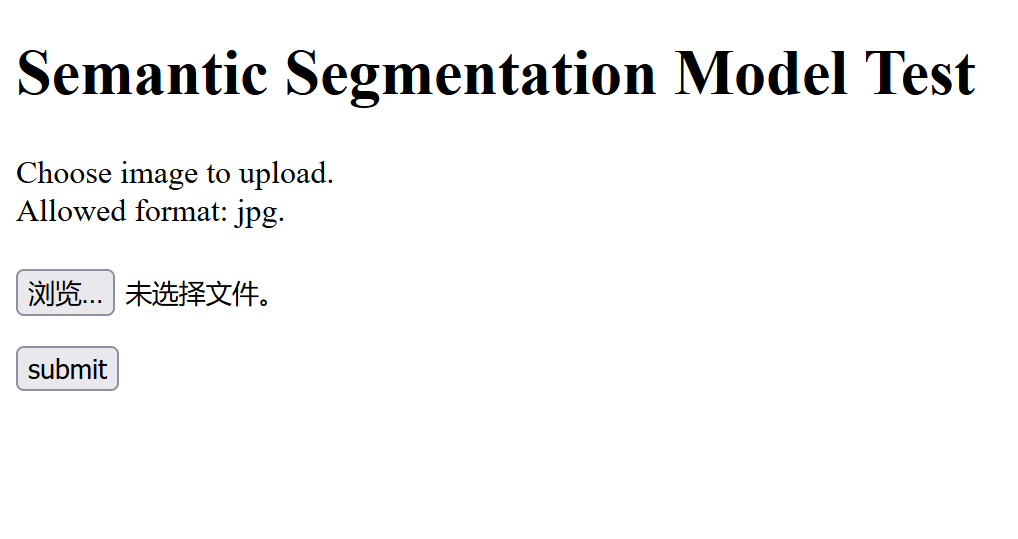 Semantic Segmentation Model Test
Choose image to upload.
Allowed format: jpg.
浏览… 未选择文件。
submit